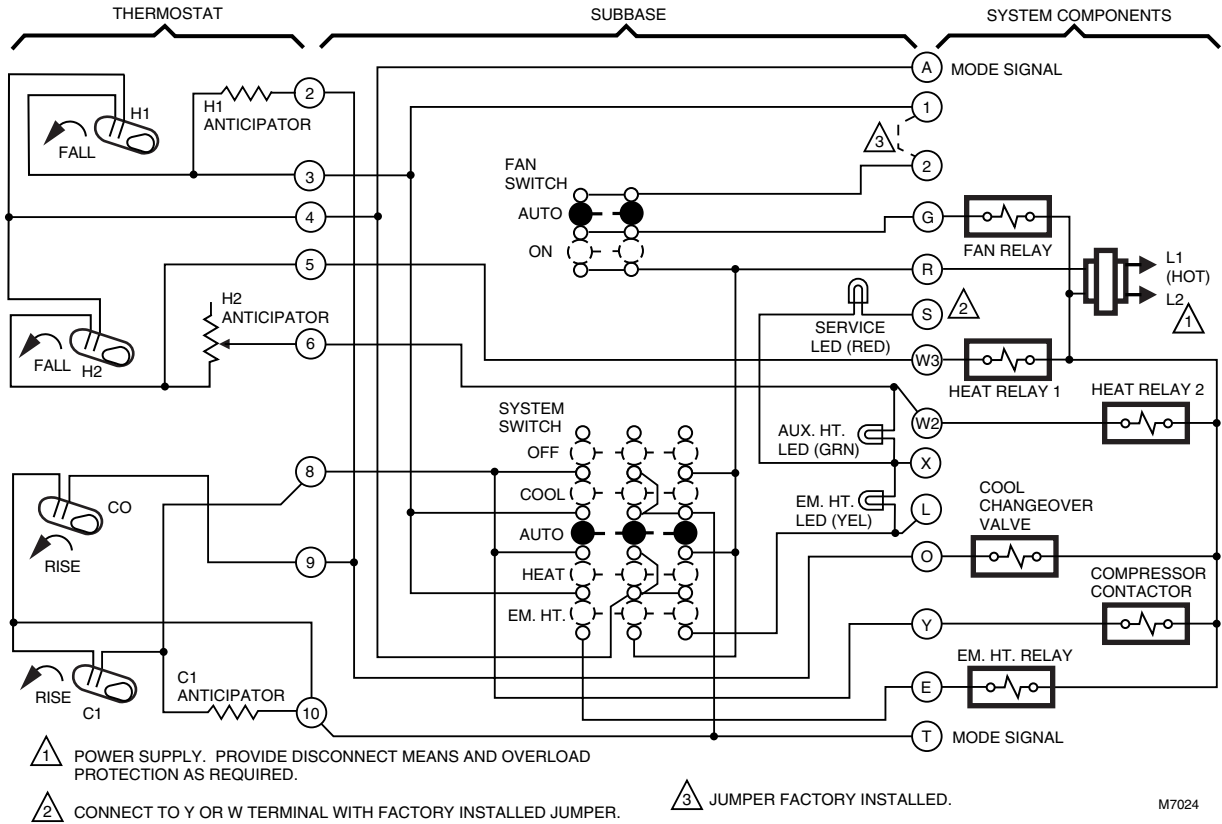 THERMOSTAT
SUBBASE
SYSTEM COMPONENTS
H1
FALL
H1
ANTICIPATOR
2
3
4
5
H2
ANTICIPATOR
6
FALL
H2
8
CO
RISE
9
RISE
C1
C1
ANTICIPATOR
10
FAN
SWITCH
AUTO
ON
SYSTEM
SWITCH
OFF
COOL
AUTO
HEAT
EM. HT.
SERVICE
LED (RED)
AUX. HT.
LED (GRN)
EM. HT.
LED (YEL)
A
MODE SIGNAL
1
3
2
G
FAN RELAY
R
L1
(HOT)
L2
1
S
2
W3
HEAT RELAY 1
HEAT RELAY 2
W2
X
L
COOL
CHANGEOVER
VALVE
O
COMPRESSOR
CONTACTOR
Y
EM. HT. RELAY
E
T
MODE SIGNAL
1 POWER SUPPLY. PROVIDE DISCONNECT MEANS AND OVERLOAD
PROTECTION AS REQUIRED.
2 CONNECT TO Y OR W TERMINAL WITH FACTORY INSTALLED JUMPER.
3 JUMPER FACTORY INSTALLED.
M7024